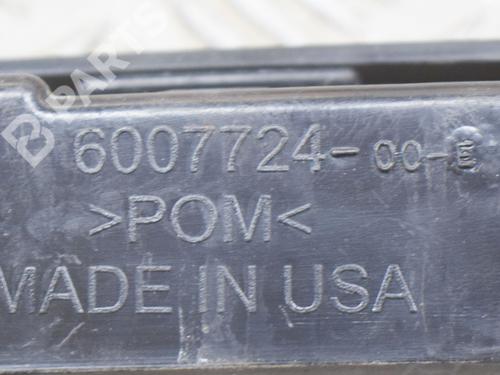 B-PARTS
6007724-00-B
>POM<
MADE IN USA